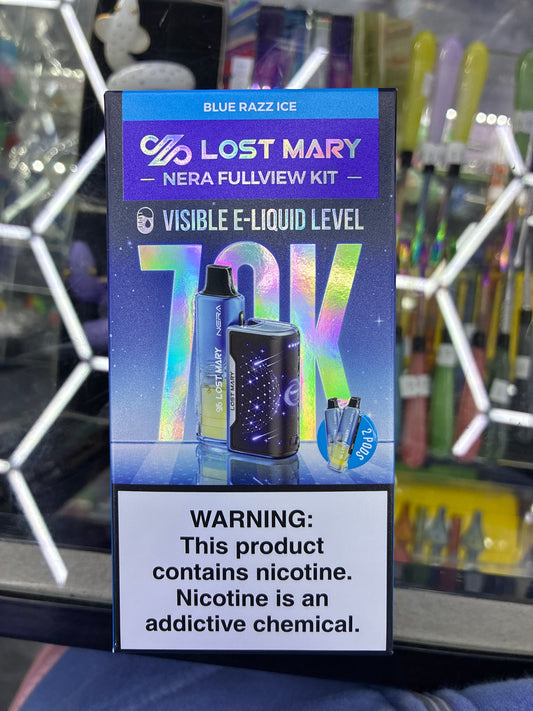 BLUE RAZZ ICE
LOST MARY
NERA FULLVIEW KIT
VISIBLE E-LIQUID LEVEL
70K
NERA
LOST MARY
LOST MARY
2 PODS
WARNING:
This product
contains nicotine.
Nicotine is an
addictive chemical.